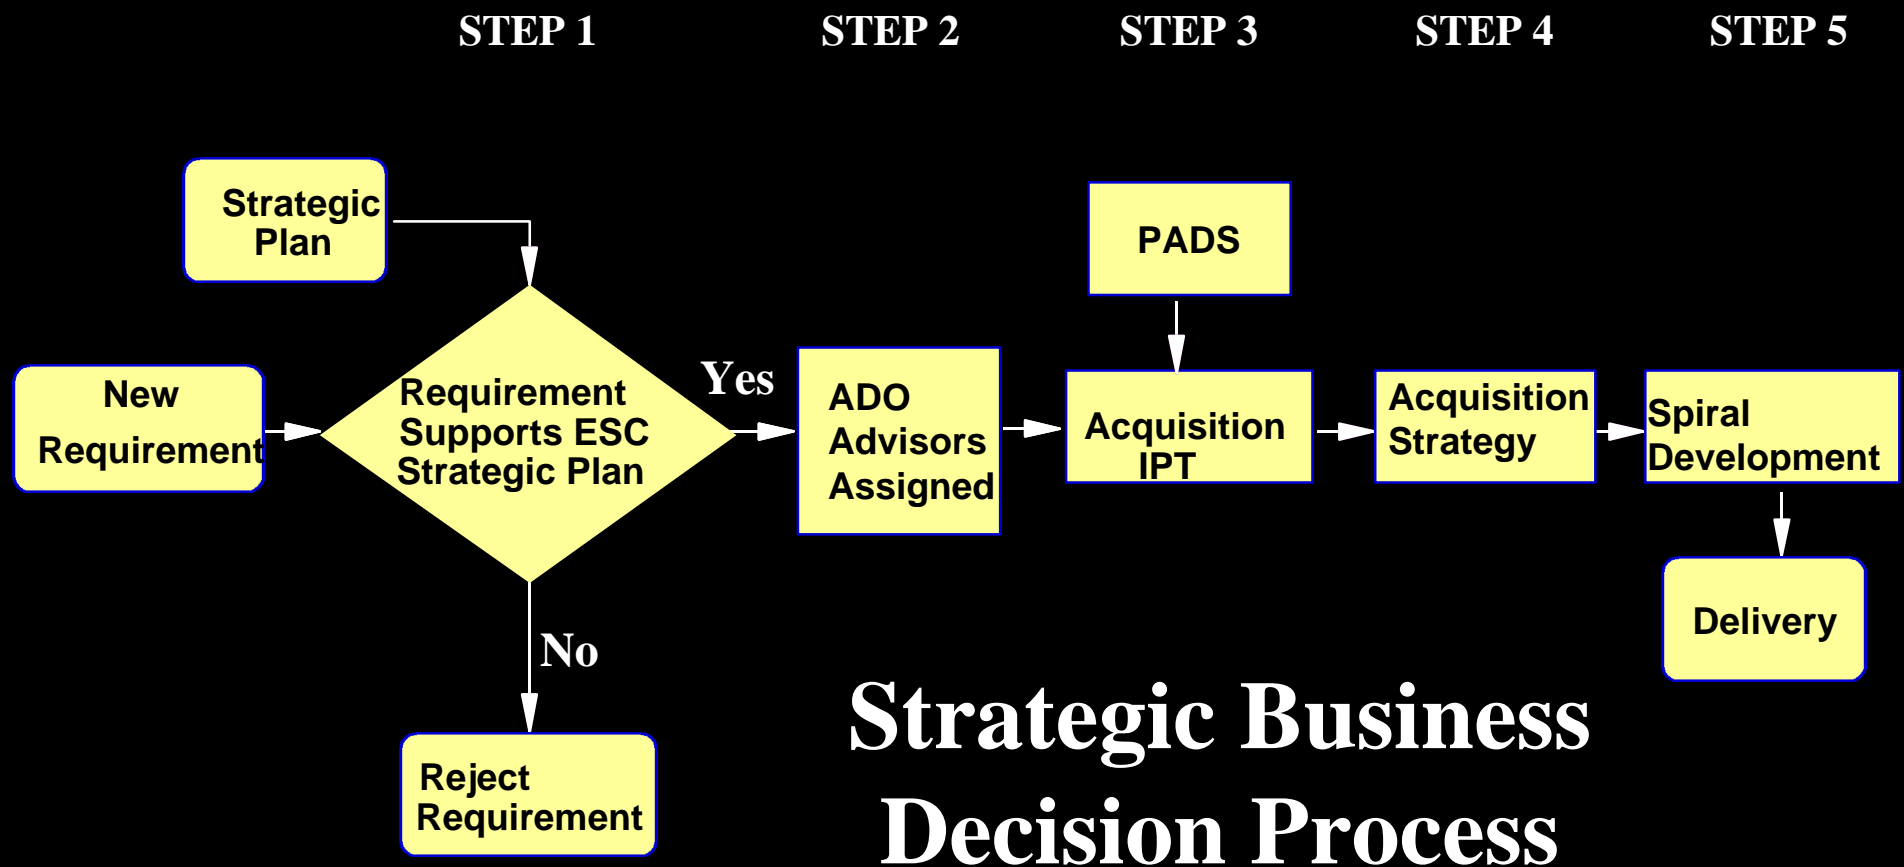 STEP 1
STEP 2
STEP 3
STEP 4
STEP 5
Strategic
Plan
PADS
New
Requirement
Requirement
Supports ESC
Strategic Plan
Yes
ADO
Advisors
Assigned
Acquisition
IPT
Acquisition
Strategy
Spiral
Development
No
Delivery
Reject
Requirement
Strategic Business
Decision Process